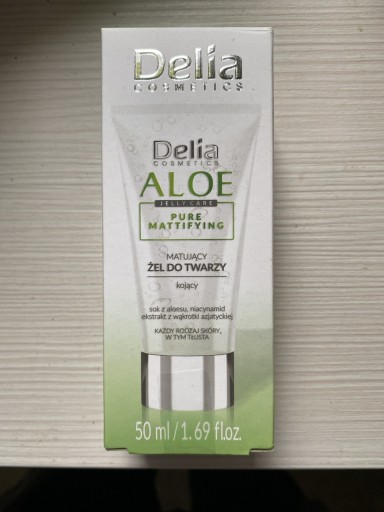 Delia
COSMETICS
Delia
COSMETICS
ALOE
JELLY CARE
PURE
MATTIFYING
MATUJĄCY
ŻEL DO TWARZY
kojący
sok z aloesu, niacynamid
ekstrakt z wąkrotki azjatyckiej
KAŻDY RODZAJ SKÓRY,
W TYM TŁUSTA
50 ml / 1.69 fl.oz.